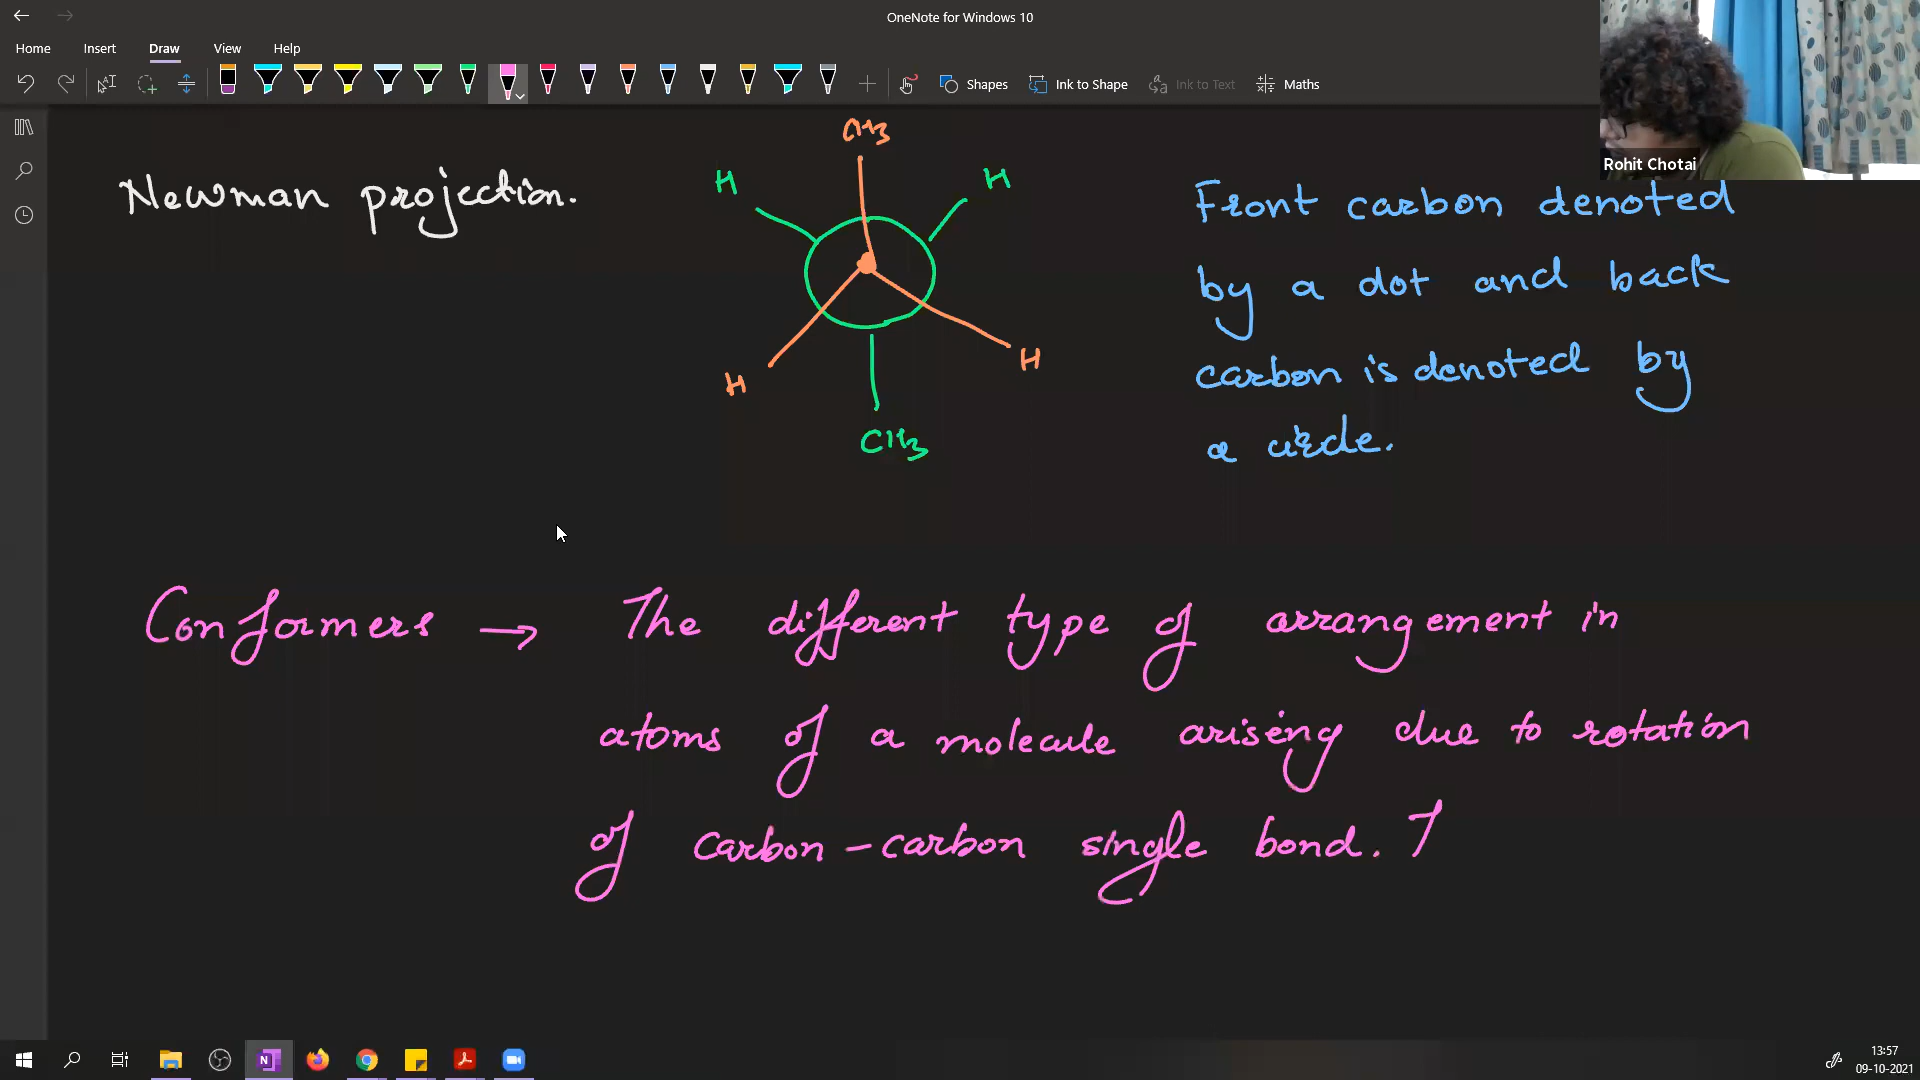 OneNote for Windows 10
Home Insert Draw View Help
Shapes Ink to Shape Ink to Text Maths
Rohit Chotai
Newman projection.
CH3
H H
H H
CH3
Front carbon denoted
by a dot and back
carbon is denoted by
a circle.
Conformers → The different type of arrangement in
atoms of a molecule arising due to rotation
of carbon-carbon single bond. T
13:57
09-10-2021